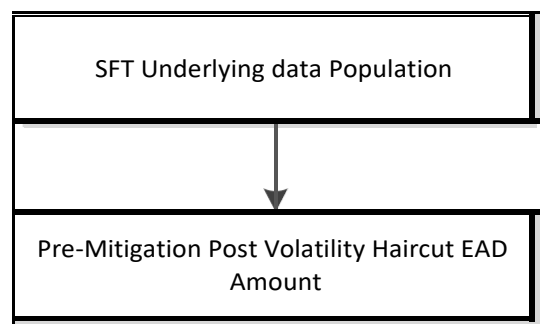 SFT Underlying data Population
Pre-Mitigation Post Volatility Haircut EAD
Amount